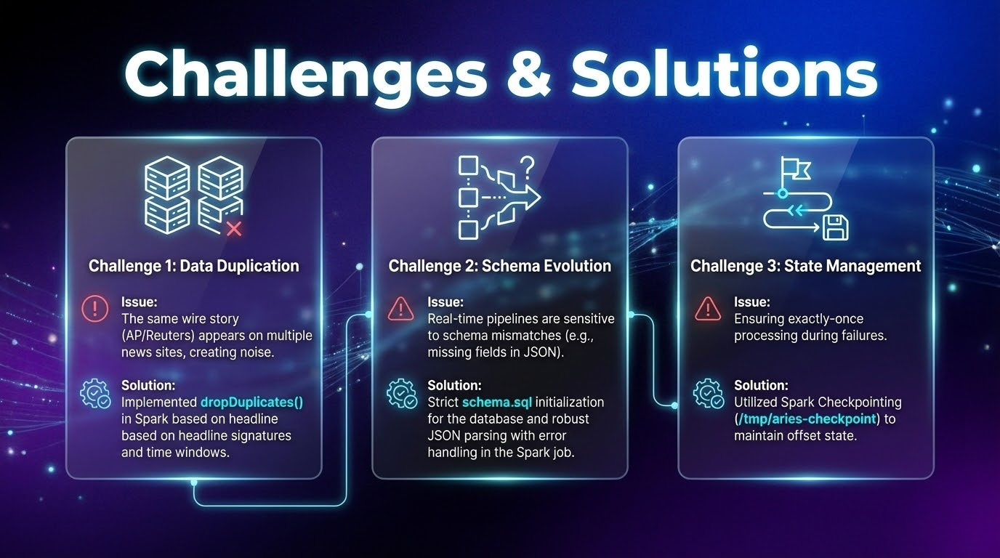 Challenges & Solutions
Challenge 1: Data Duplication
Issue:
The same wire story
(AP/Reuters) appears on multiple
news sites, creating noise.
Solution:
Implemented dropDuplicates()
in Spark based on headline
based on headline signatures
and time windows.
Challenge 2: Schema Evolution
Issue:
Real-time pipelines are sensitive
to schema mismatches (e.g.,
missing fields in JSON).
Solution:
Strict schema.sql initialization
for the database and robust
JSON parsing with error
handling in the Spark job.
Challenge 3: State Management
Issue:
Ensuring exactly-once
processing during failures.
Solution:
Utilized Spark Checkpointing
(/tmp/aries-checkpoint) to
maintain offset state.